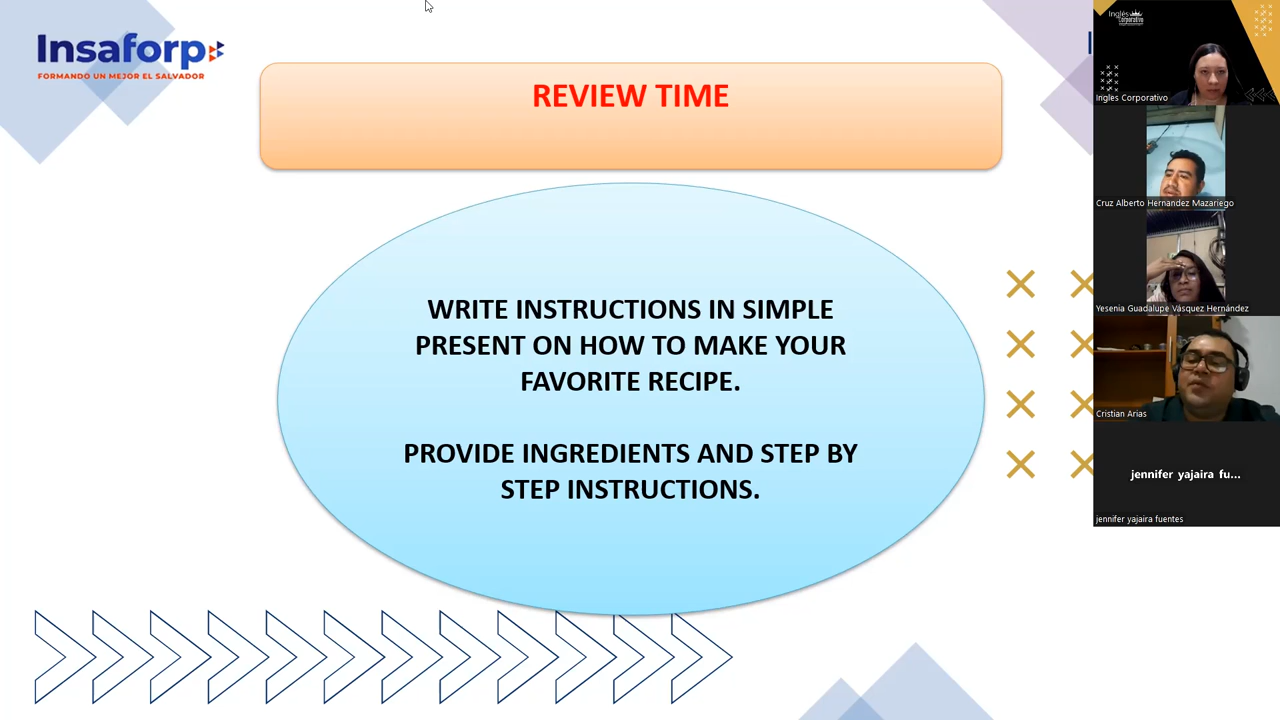 Insaforp
FORMANDO UN MEJOR EL SALVADOR
REVIEW TIME
WRITE INSTRUCTIONS IN SIMPLE
PRESENT ON HOW TO MAKE YOUR
FAVORITE RECIPE.
PROVIDE INGREDIENTS AND STEP BY
STEP INSTRUCTIONS.
Inglés
Corporativo
Ingles Corporativo
Cruz Alberto Hernandez Mazariego
Yesenia Guadalupe Vásquez Hernández
Cristian Arias
jennifer yajaira fu...
jennifer yajaira fuentes